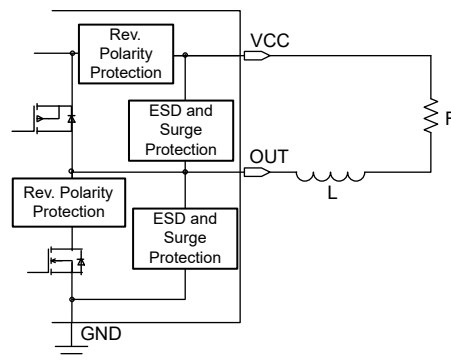 Rev.
Polarity
Protection
VCC
ESD and
Surge
Protection
R
OUT
L
Rev. Polarity
Protection
ESD and
Surge
Protection
GND